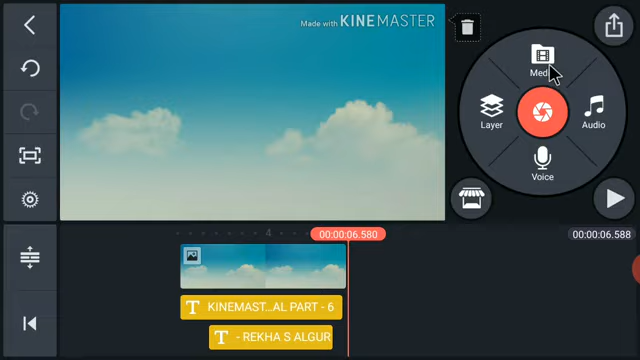 Made with KINEMASTER
Media
Layer
Audio
Voice
4
00:00:06.580
00:00:06.588
T KINEMAST...AL PART - 6
T - REKHA S ALGUR